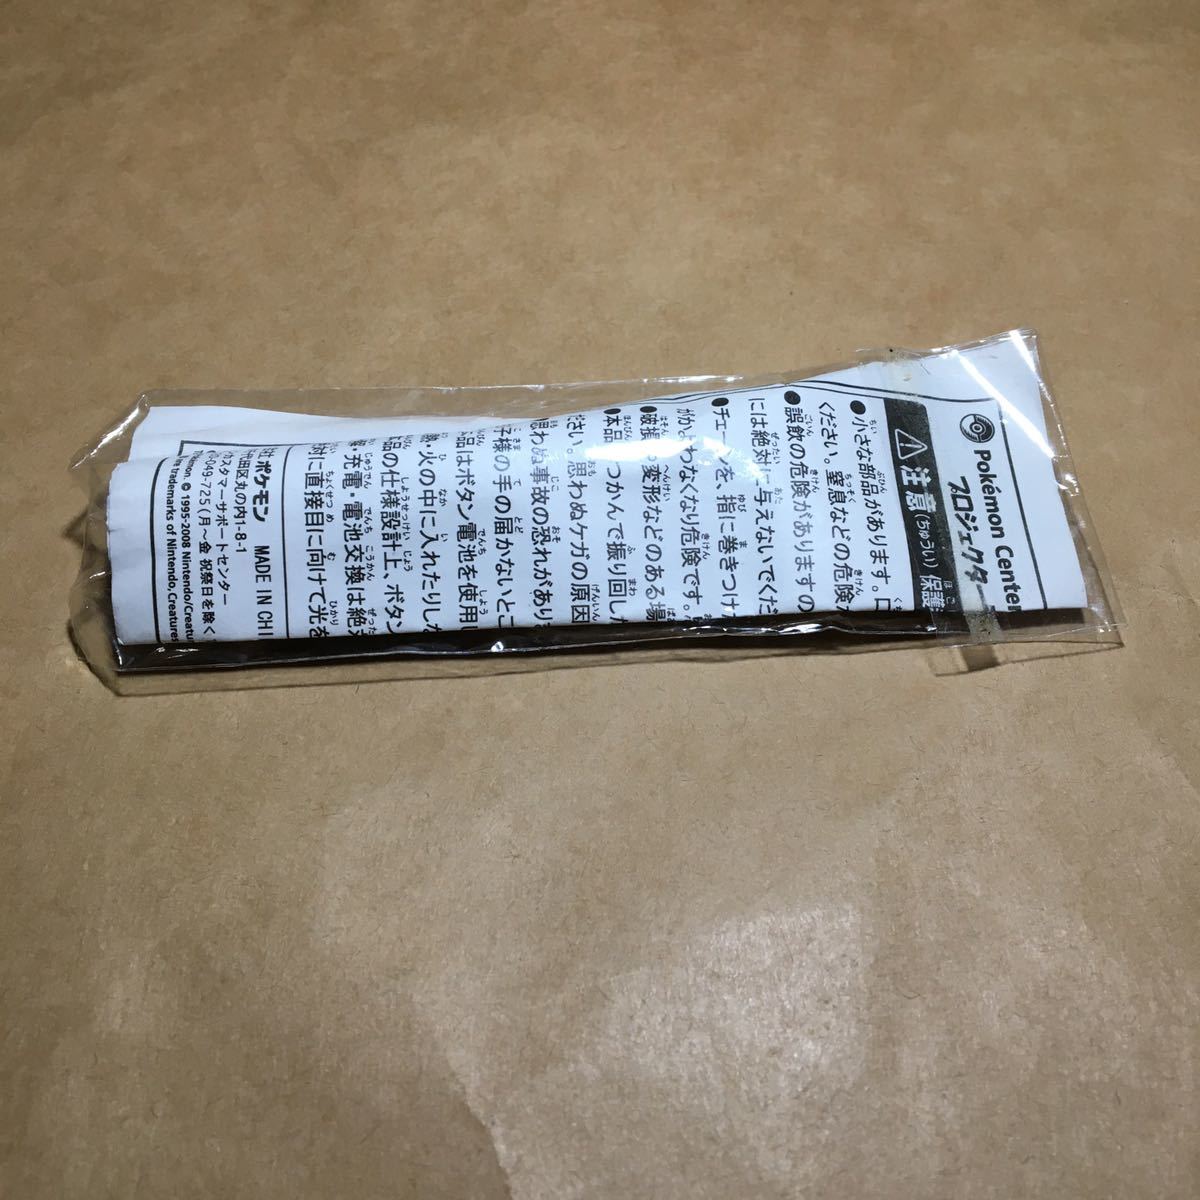 Pokémon Center
プロジェクタ
注意(ちゅうい)
●小さな部品があります。口
ください。窒息などの危険
●誤飲の危険がありますの
には絶対に与えないでくだ
●チェーンを、指に巻きつけ
がかよわなくなり危険です。
●破損 変形などのある場
●本品 つかんで振り回した
ださい。思わぬケガの原因
思わぬ事故の恐れがあり
子様の手の届かないとこ
品はボタン電池を使用
・火の中に入れたりしな
品の仕様設計上、ボタン
・充電・電池交換は絶対
対に直接目に向けて光を
社 ポケモン MADE IN CHI
田区丸の内1-8-1
カスタマーサポートセンター
049-725(月〜金 祝祭日を除く
© 1995-2008 Nintendo/Creatures
trademarks of Nintendo.Creatures